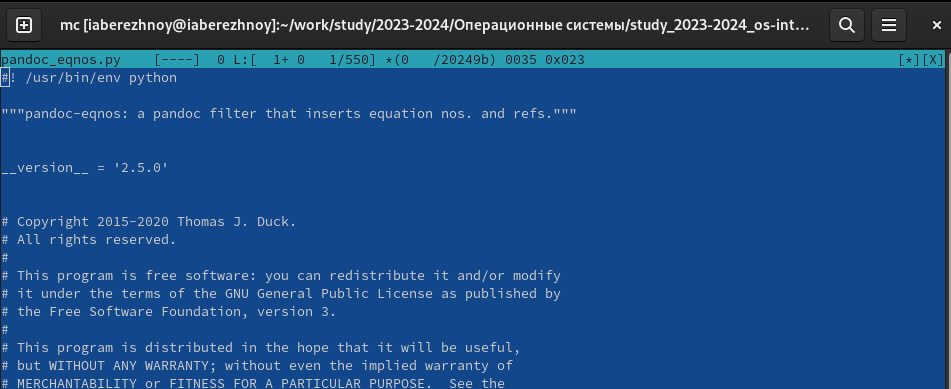 mc [iaberezhnoy@iaberezhnoy]:~/work/study/2023-2024/Операционные системы/study_2023-2024_os-int...
pandoc_eqnos.py    [----]  0 L:[  1+ 0   1/550] *(0   /20249b) 0035 0x023    [*][X]
#! /usr/bin/env python
"""pandoc-eqnos: a pandoc filter that inserts equation nos. and refs."""
__version__ = '2.5.0'
# Copyright 2015-2020 Thomas J. Duck.
# All rights reserved.
#
# This program is free software: you can redistribute it and/or modify
# it under the terms of the GNU General Public License as published by
# the Free Software Foundation, version 3.
#
# This program is distributed in the hope that it will be useful,
# but WITHOUT ANY WARRANTY; without even the implied warranty of
# MERCHANTABILITY or FITNESS FOR A PARTICULAR PURPOSE.  See the